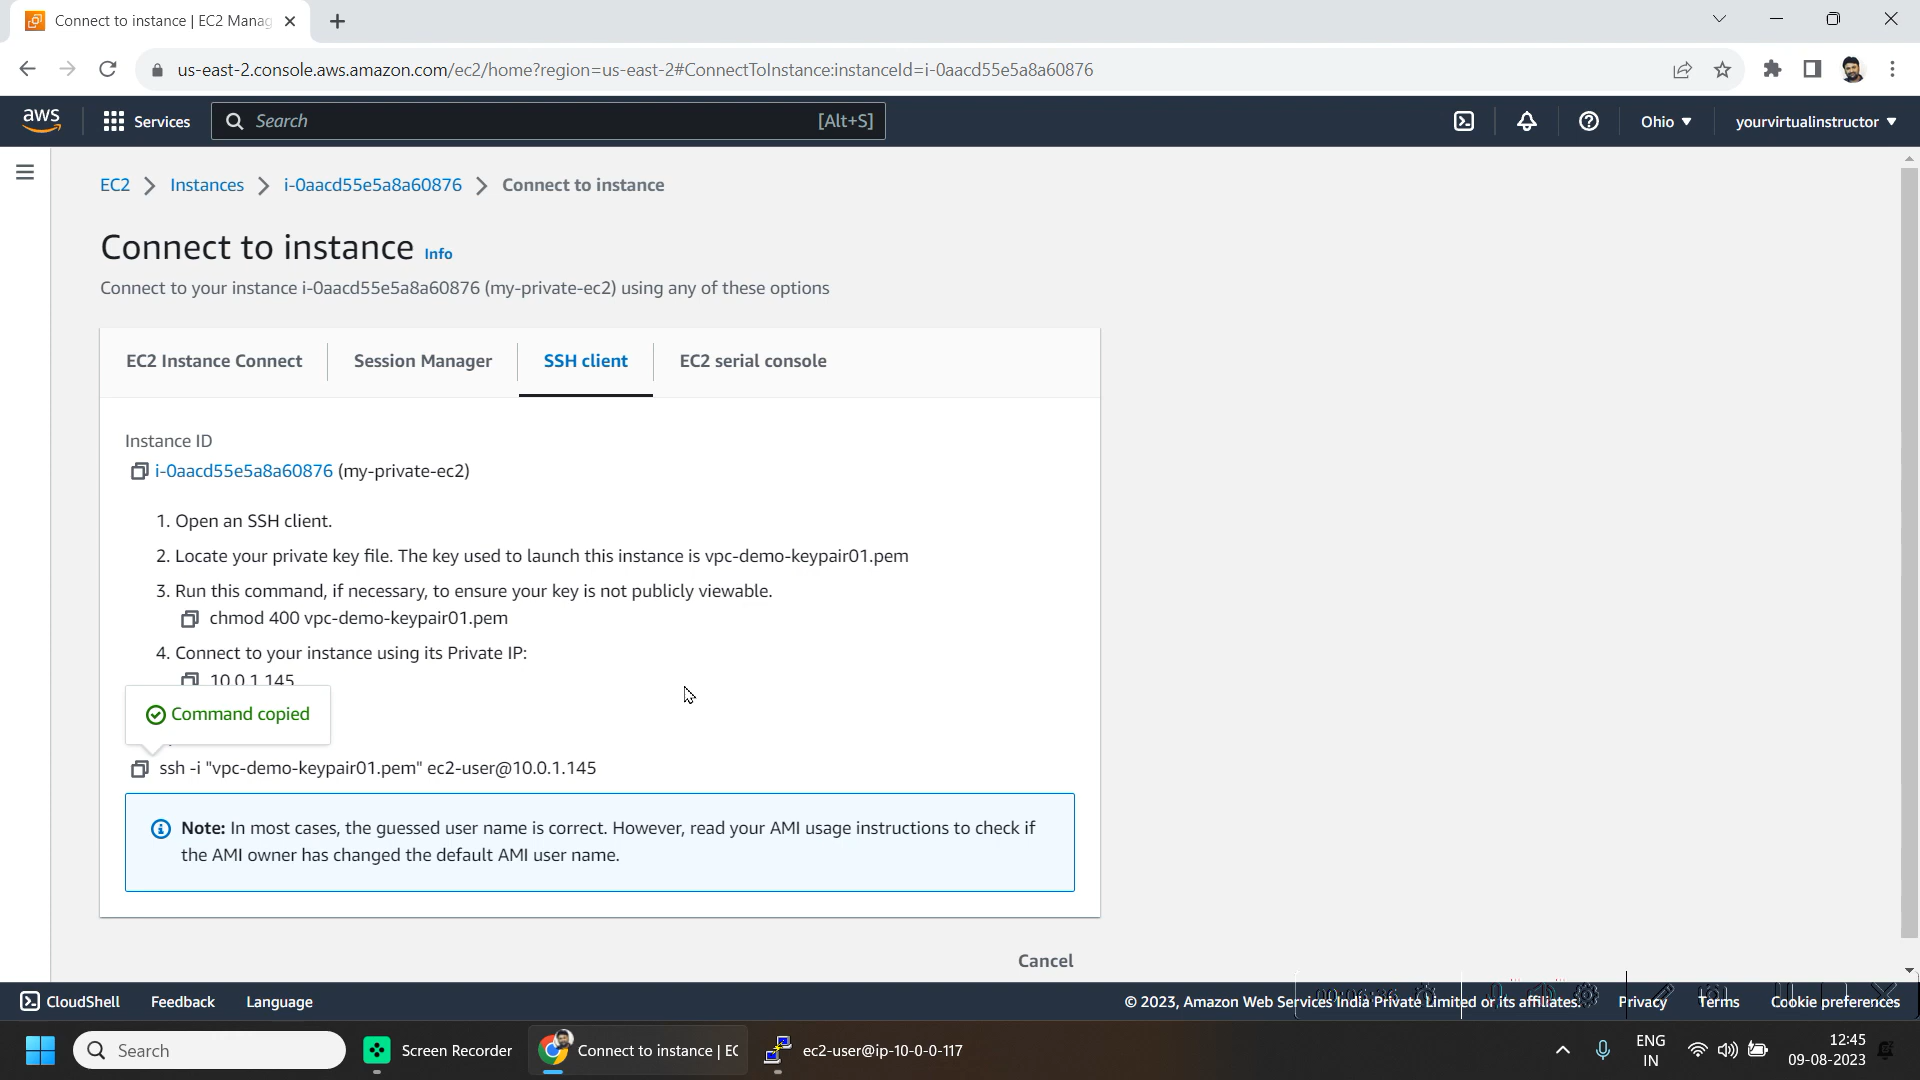 Connect to instance | EC2 Manag
us-east-2.console.aws.amazon.com/ec2/home?region=us-east-2#ConnectToInstance:instanceId=i-0aacd55e5a8a60876
aws
Services
Search
[Alt+S]
Ohio
yourvirtualinstructor
EC2
Instances
i-0aacd55e5a8a60876
Connect to instance
Connect to instance Info
Connect to your instance i-0aacd55e5a8a60876 (my-private-ec2) using any of these options
EC2 Instance Connect
Session Manager
SSH client
EC2 serial console
Instance ID
i-0aacd55e5a8a60876 (my-private-ec2)
1. Open an SSH client.
2. Locate your private key file. The key used to launch this instance is vpc-demo-keypair01.pem
3. Run this command, if necessary, to ensure your key is not publicly viewable.
chmod 400 vpc-demo-keypair01.pem
4. Connect to your instance using its Private IP:
10.0.1.145
Command copied
ssh -i "vpc-demo-keypair01.pem" ec2-user@10.0.1.145
Note: In most cases, the guessed user name is correct. However, read your AMI usage instructions to check if
the AMI owner has changed the default AMI user name.
Cancel
CloudShell
Feedback
Language
© 2023, Amazon Web Services India Private Limited or its affiliates.
Privacy
Terms
Cookie preferences
Search
Screen Recorder
Connect to instance | EC
ec2-user@ip-10-0-0-117
ENG
IN
12:45
09-08-2023